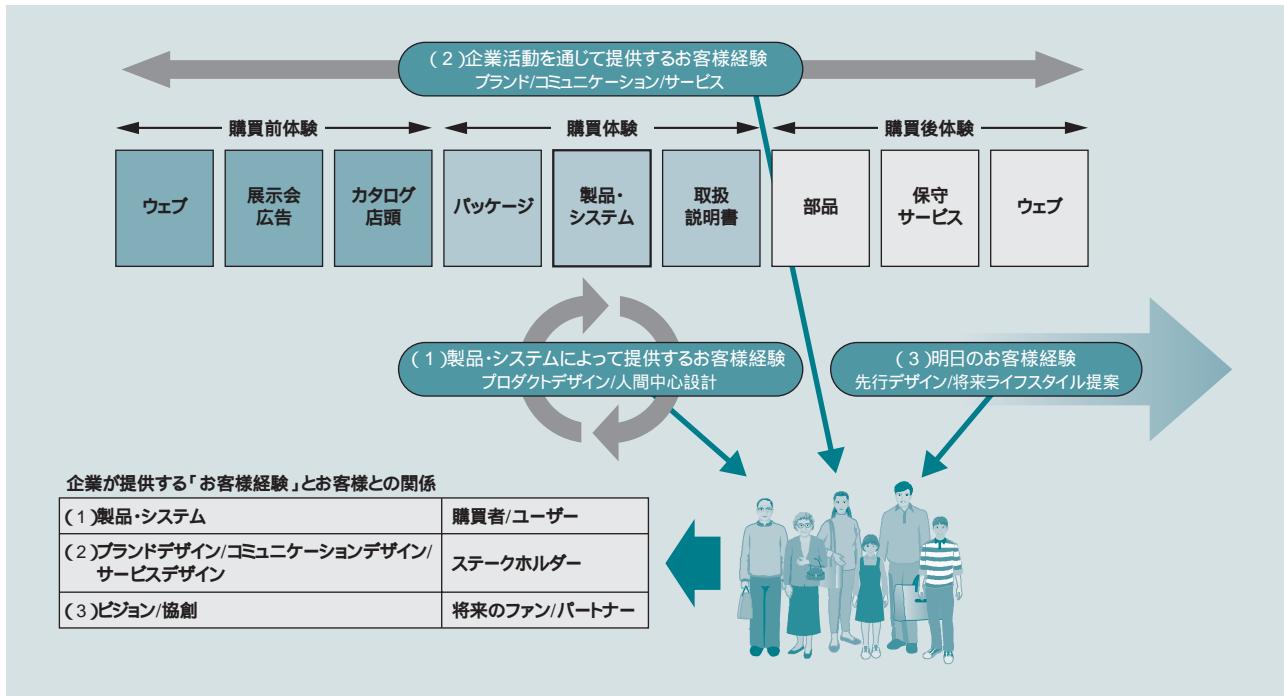 (2)企業活動を通じて提供するお客様経験
ブランド/コミュニケーション/サービス
購買前体験
購買体験
購買後体験
ウェブ
展示会
広告
カタログ
店頭
パッケージ
製品・
システム
取扱
説明書
部品
保守
サービス
ウェブ
(1)製品・システムによって提供するお客様経験
プロダクトデザイン/人間中心設計
(3)明日のお客様経験
先行デザイン/将来ライフスタイル提案
企業が提供する「お客様経験」とお客様との関係
(1)製品・システム
購買者/ユーザー
(2)ブランドデザイン/コミュニケーションデザイン/
サービスデザイン
ステークホルダー
(3)ビジョン/協創
将来のファン/パートナー